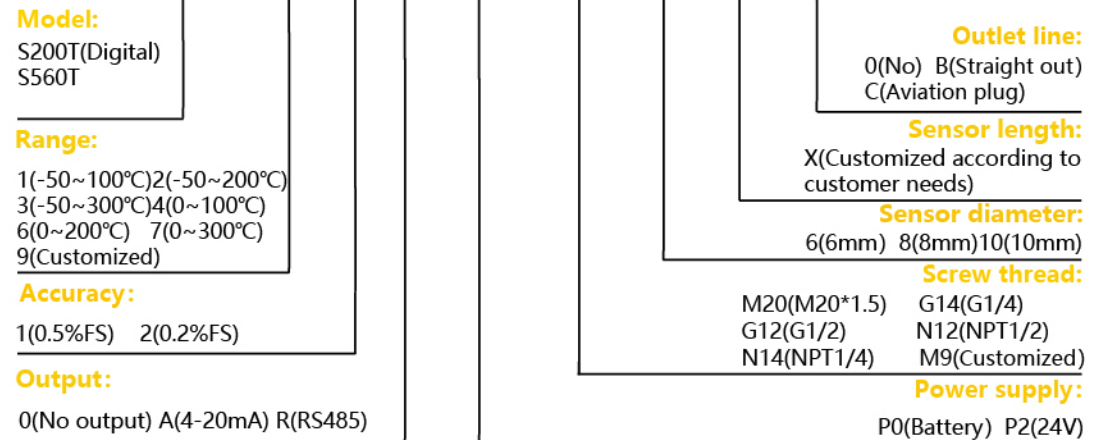 Model:
S200T(Digital)
S560T
Range:
1(-50~100℃)2(-50~200℃)
3(-50~300℃)4(0~100℃)
6(0~200℃) 7(0~300℃)
9(Customized)
Accuracy:
1(0.5%FS) 2(0.2%FS)
Output:
0(No output) A(4-20mA) R(RS485)
Outlet line:
0(No) B(Straight out)
C(Aviation plug)
Sensor length:
X(Customized according to
customer needs)
Sensor diameter:
6(6mm) 8(8mm)10(10mm)
Screw thread:
M20(M20*1.5) G14(G1/4)
G12(G1/2) N12(NPT1/2)
N14(NPT1/4) M9(Customized)
Power supply:
P0(Battery) P2(24V)